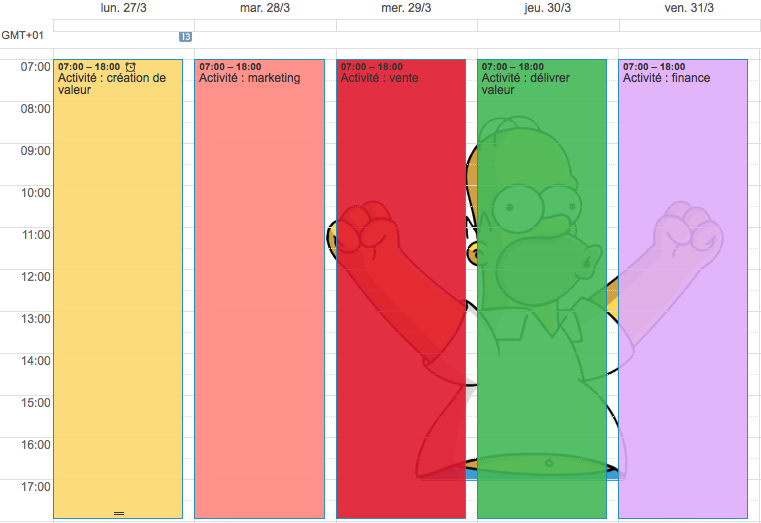 lun. 27/3 mar. 28/3 mer. 29/3 jeu. 30/3 ven. 31/3
GMT+01 13
07:00 – 18:00 07:00 – 18:00 07:00 – 18:00 07:00 – 18:00 07:00 – 18:00
Activité : création de Activité : marketing Activité : vente Activité : délivrer Activité : finance
valeur valeur
07:00
08:00
09:00
10:00
11:00
12:00
13:00
14:00
15:00
16:00
17:00